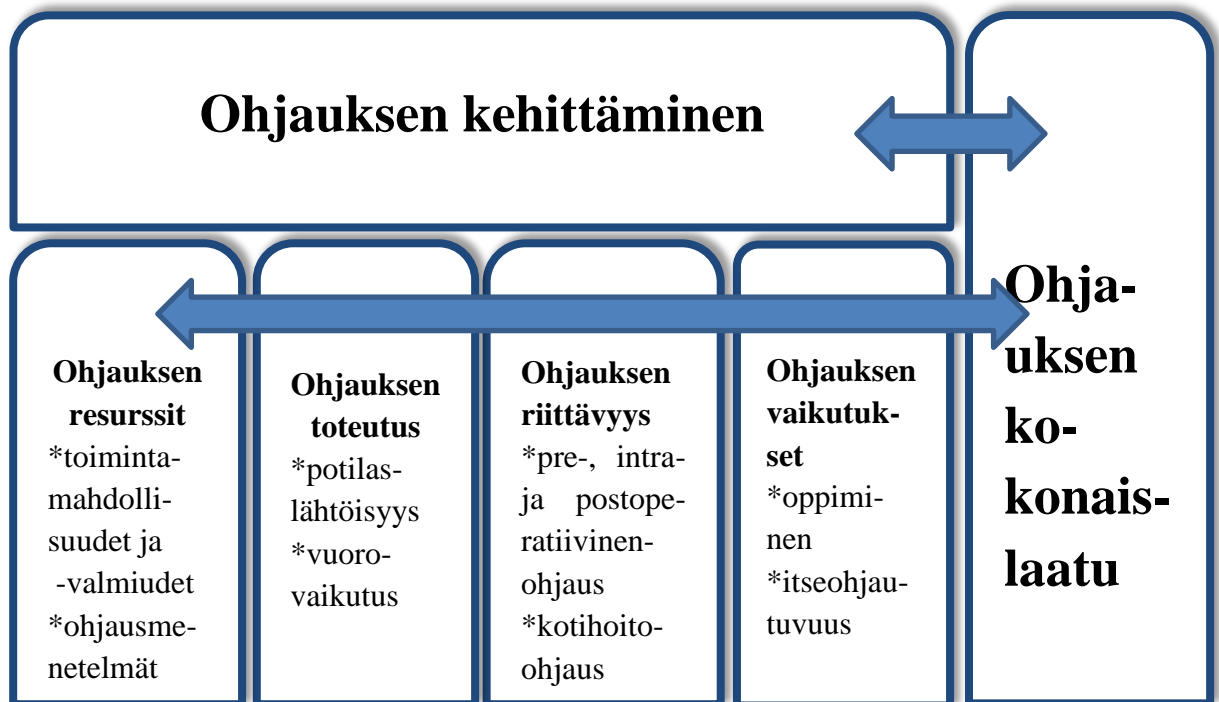 Ohjauksen kehittäminen
Ohjauksen
resurssit
*toiminta-
mahdolli-
suudet ja
-valmiudet
*ohjausme-
netelmät
Ohjauksen
toteutus
*potilas-
lähtöisyys
*vuoro-
vaikutus
Ohjauksen
riittävyys
*pre-, intra-
ja postope-
ratiivinen-
ohjaus
*kotihoito-
ohjaus
Ohjauksen
vaikutuk-
set
*oppimi-
nen
*itseohjau-
tuvuus
Ohja-
uksen
ko-
konais-
laatu